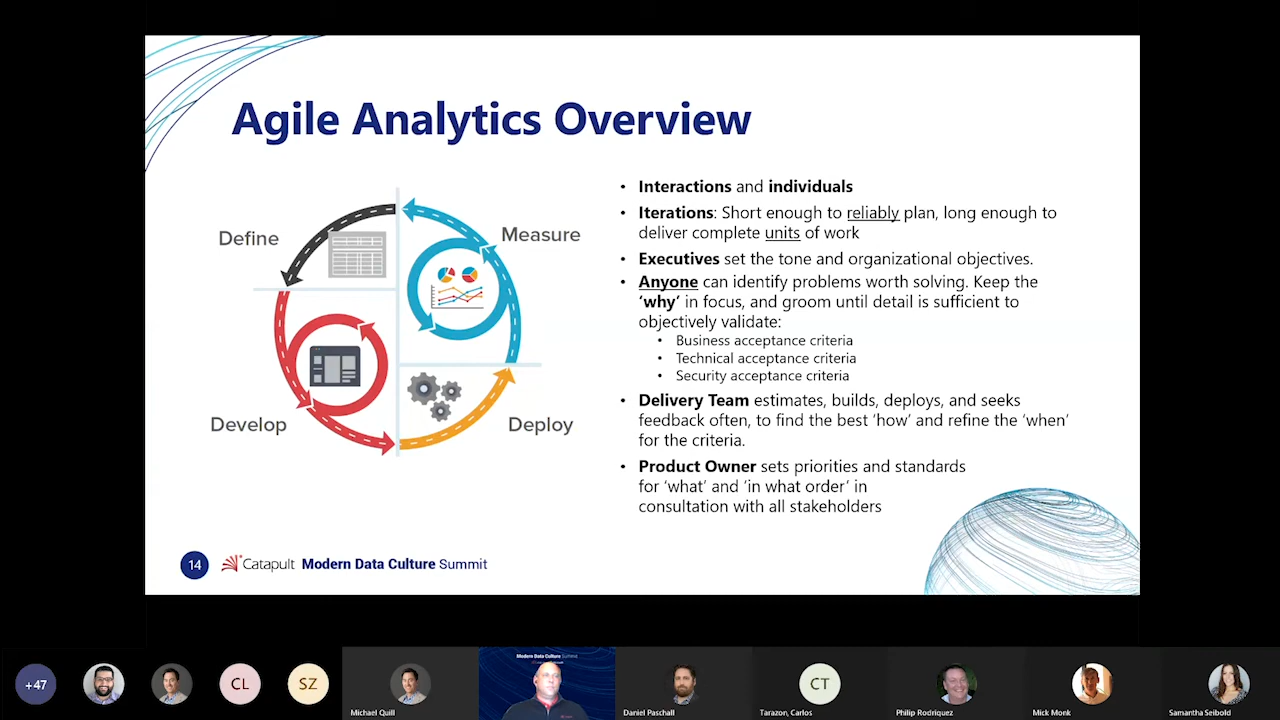 Agile Analytics Overview
Define
Measure
Develop
Deploy
• Interactions and individuals
• Iterations: Short enough to reliably plan, long enough to
deliver complete units of work
• Executives set the tone and organizational objectives.
• Anyone can identify problems worth solving. Keep the
‘why’ in focus, and groom until detail is sufficient to
objectively validate:
• Business acceptance criteria
• Technical acceptance criteria
• Security acceptance criteria
• Delivery Team estimates, builds, deploys, and seeks
feedback often, to find the best ‘how’ and refine the ‘when’
for the criteria.
• Product Owner sets priorities and standards
for ‘what’ and ‘in what order’ in
consultation with all stakeholders
14
Catapult Modern Data Culture Summit
Modern Data Culture Summit
+47
CL
SZ
CT
Michael Quill
Daniel Paschall
Tarazon, Carlos
Philip Rodriquez
Mick Monk
Samantha Seibold